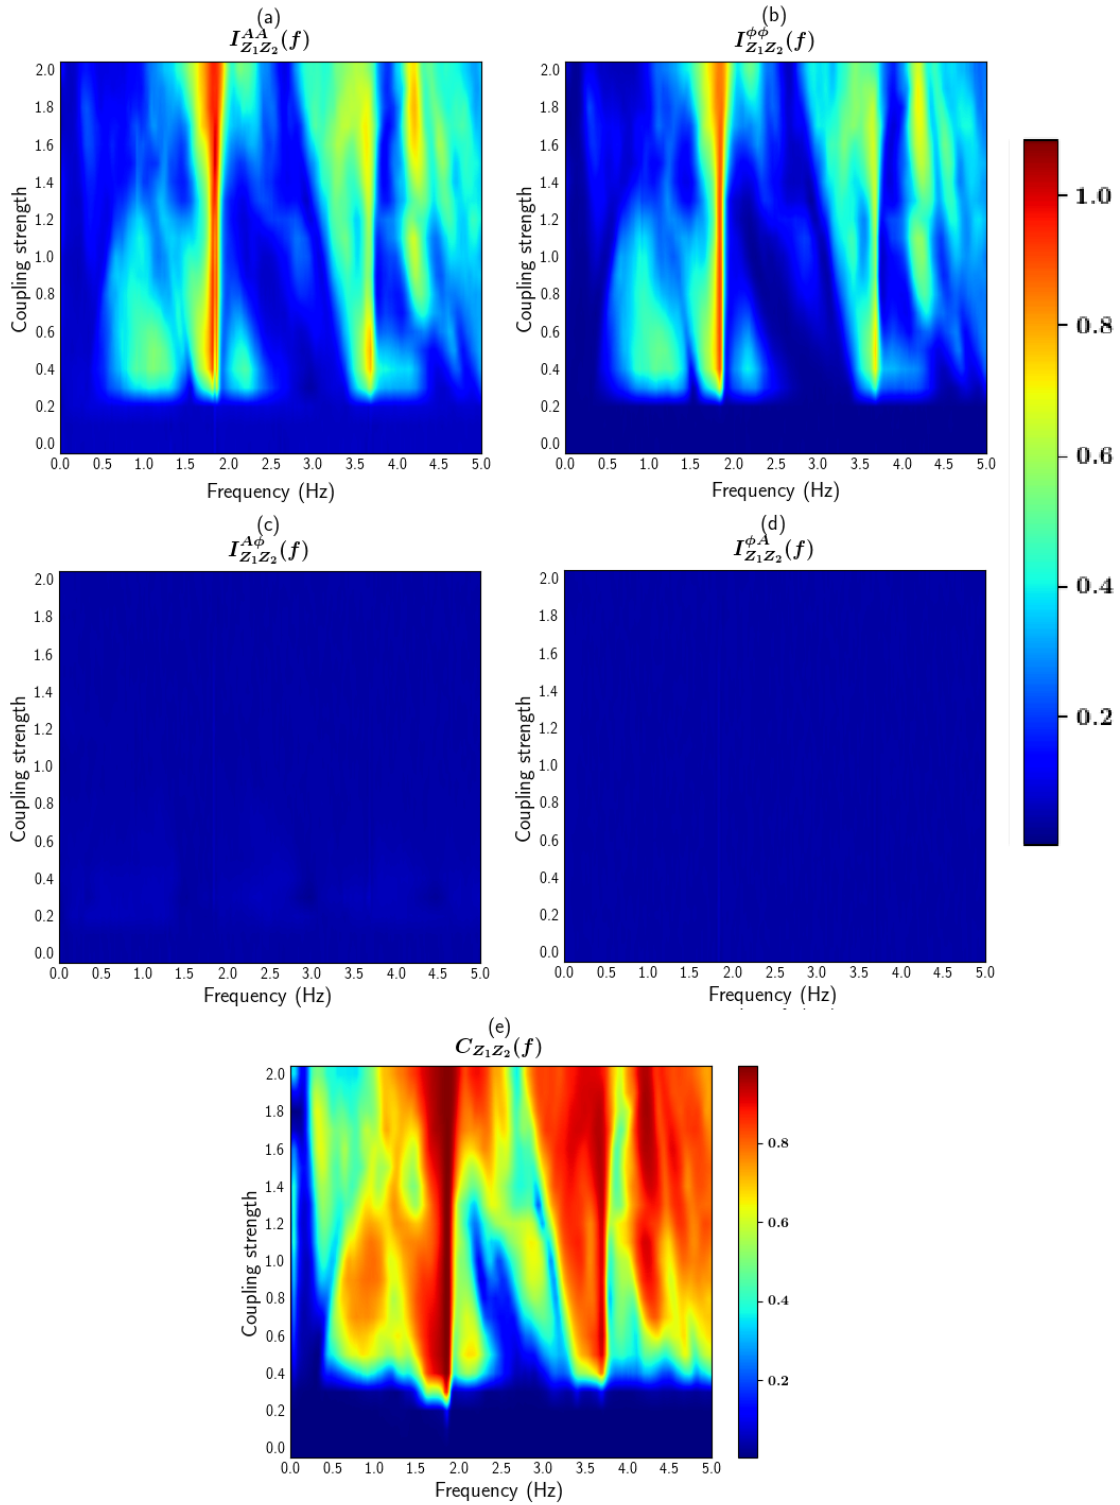 (a)
I^{AA}_{Z_1Z_2}(f)
(b)
I^{ϕϕ}_{Z_1Z_2}(f)
Coupling strength
2.0
1.8
1.6
1.4
1.2
1.0
0.8
0.6
0.4
0.2
0.0
0.0 0.5 1.0 1.5 2.0 2.5 3.0 3.5 4.0 4.5 5.0
Frequency (Hz)
Coupling strength
2.0
1.8
1.6
1.4
1.2
1.0
0.8
0.6
0.4
0.2
0.0
0.0 0.5 1.0 1.5 2.0 2.5 3.0 3.5 4.0 4.5 5.0
Frequency (Hz)
1.0
0.8
0.6
0.4
0.2
(c)
I^{Aϕ}_{Z_1Z_2}(f)
(d)
I^{ϕA}_{Z_1Z_2}(f)
Coupling strength
2.0
1.8
1.6
1.4
1.2
1.0
0.8
0.6
0.4
0.2
0.0
0.0 0.5 1.0 1.5 2.0 2.5 3.0 3.5 4.0 4.5 5.0
Frequency (Hz)
Coupling strength
2.0
1.8
1.6
1.4
1.2
1.0
0.8
0.6
0.4
0.2
0.0
0.0 0.5 1.0 1.5 2.0 2.5 3.0 3.5 4.0 4.5 5.0
Frequency (Hz)
(e)
C_{Z_1Z_2}(f)
Coupling strength
2.0
1.8
1.6
1.4
1.2
1.0
0.8
0.6
0.4
0.2
0.0
0.0 0.5 1.0 1.5 2.0 2.5 3.0 3.5 4.0 4.5 5.0
Frequency (Hz)
0.8
0.6
0.4
0.2